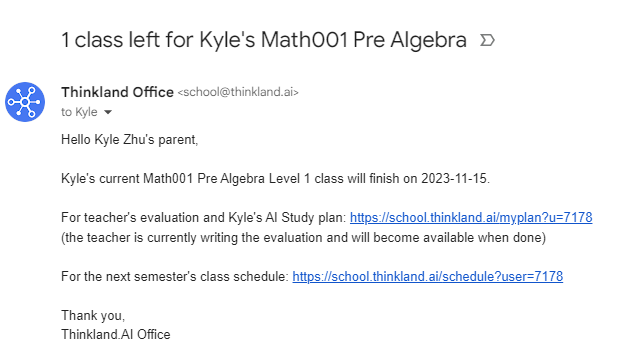 1 class left for Kyle's Math001 Pre Algebra
Thinkland Office <school@thinkland.ai>
to Kyle
Hello Kyle Zhu's parent,
Kyle's current Math001 Pre Algebra Level 1 class will finish on 2023-11-15.
For teacher's evaluation and Kyle's AI Study plan: https://school.thinkland.ai/myplan?u=7178
(the teacher is currently writing the evaluation and will become available when done)
For the next semester's class schedule: https://school.thinkland.ai/schedule?user=7178
Thank you,
Thinkland.AI Office